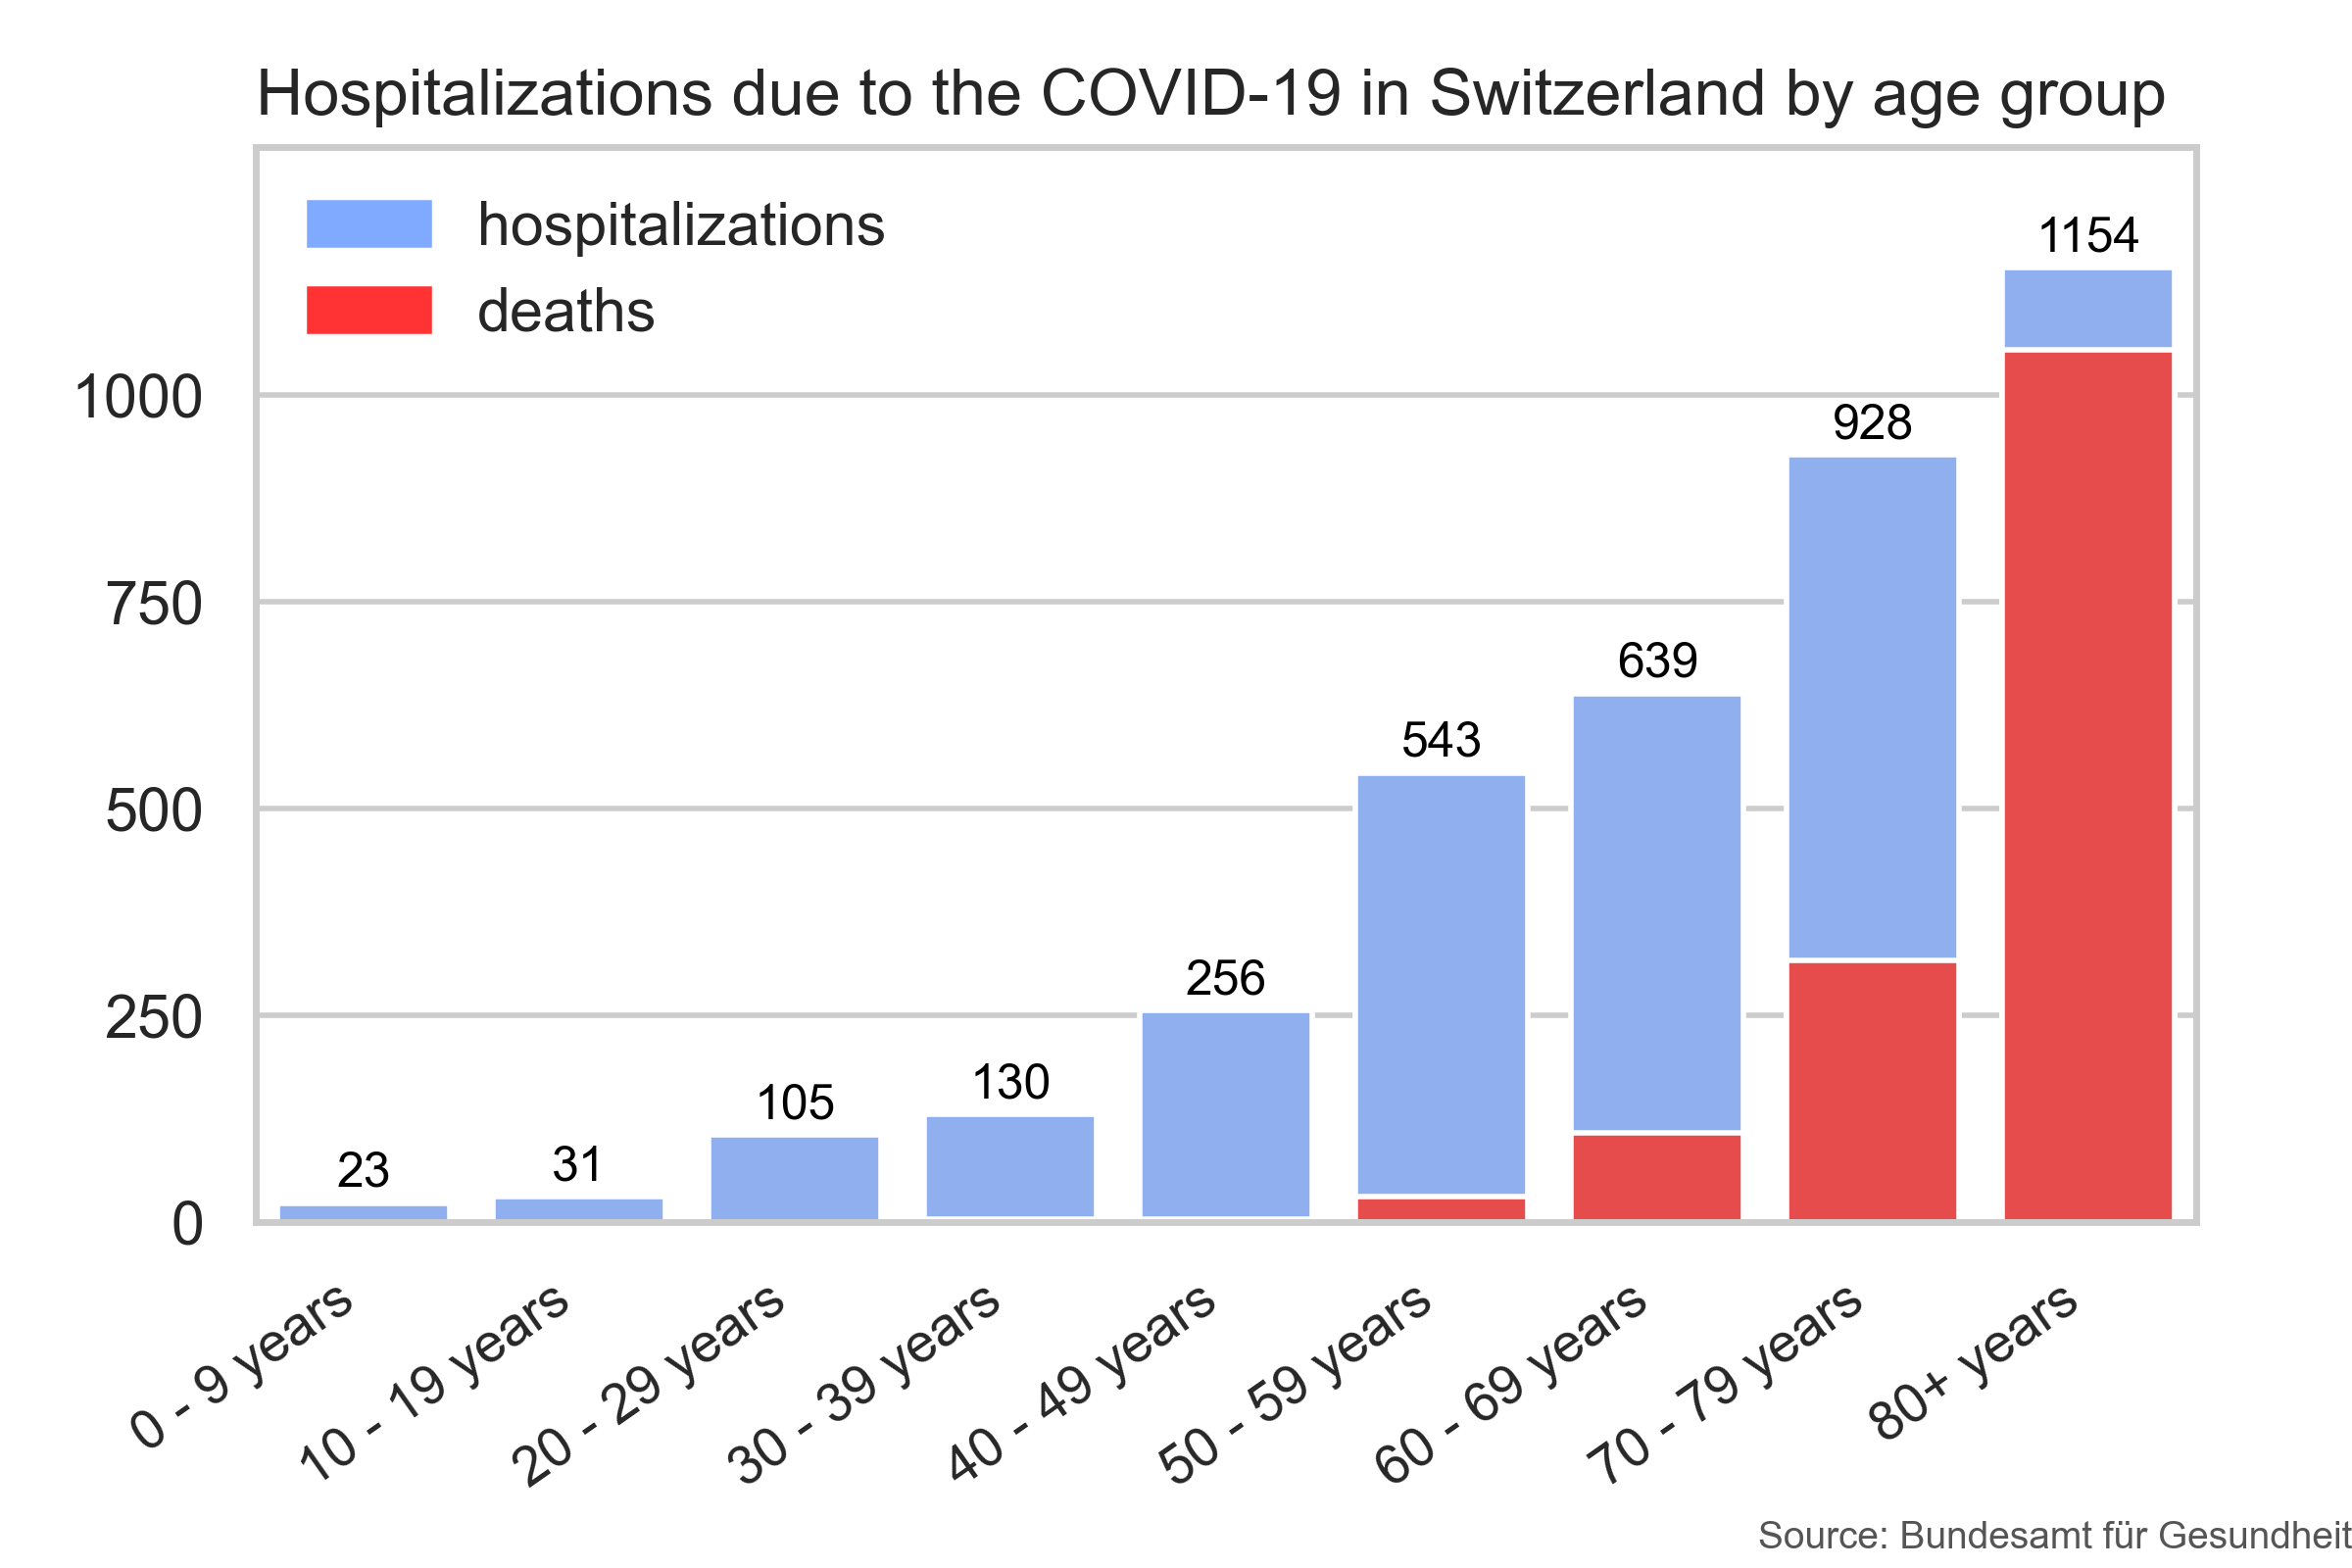 Hospitalizations due to the COVID-19 in Switzerland by age group
hospitalizations
deaths
1154
1000
928
750
639
543
500
256
250
130
105
31
23
0
0 - 9 years
10 - 19 years
20 - 29 years
30 - 39 years
40 - 49 years
50 - 59 years
60 - 69 years
70 - 79 years
80+ years
Source: Bundesamt für Gesundheit